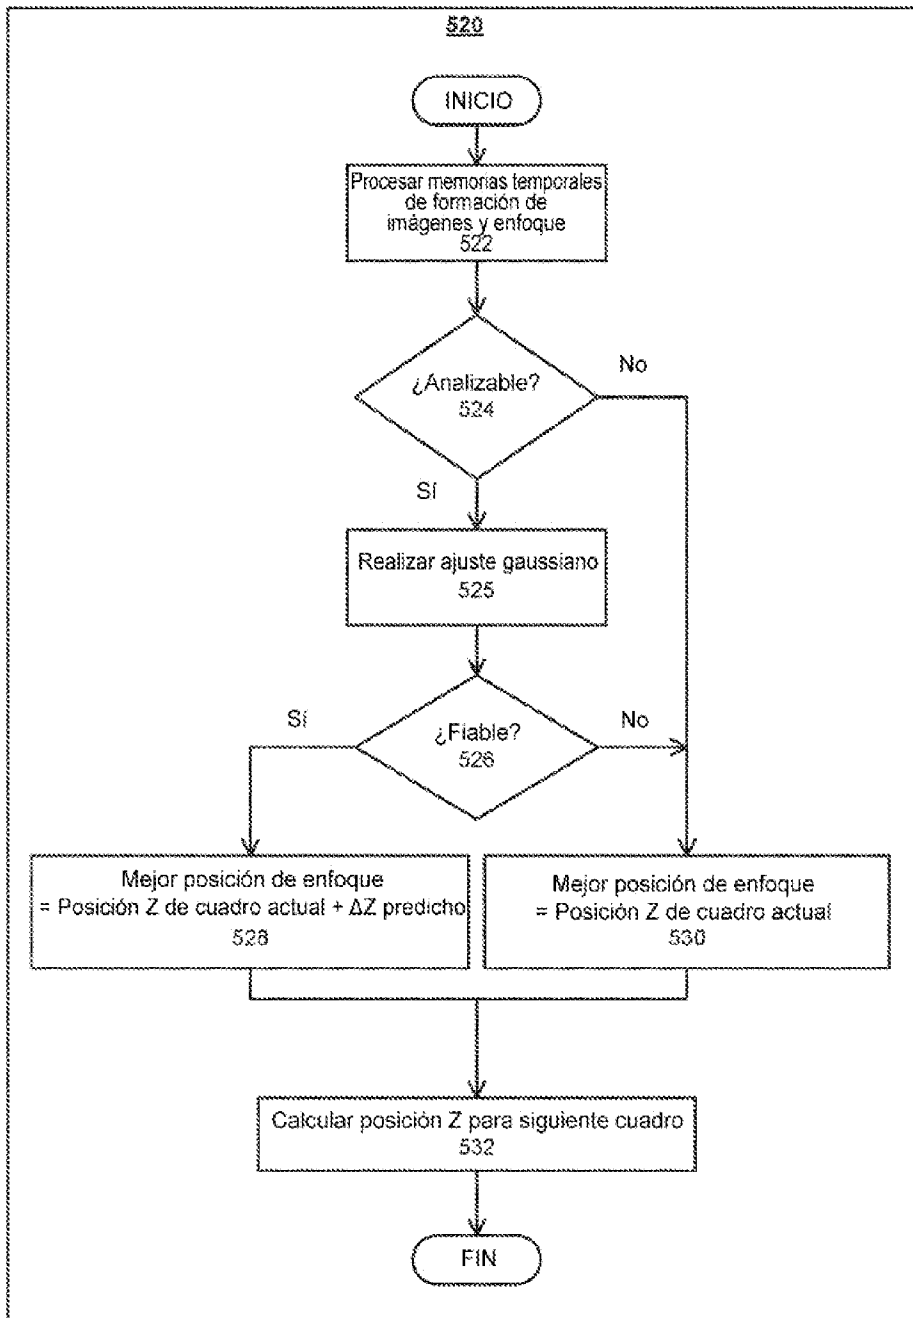 520
INICIO
Procesar memorias temporales
de formación de
imágenes y enfoque
522
¿Analizable?
524
No
Sí
Realizar ajuste gaussiano
525
¿Fiable?
526
Sí
No
Mejor posición de enfoque
= Posición Z de cuadro actual + ΔZ predicho
528
Mejor posición de enfoque
= Posición Z de cuadro actual
530
Calcular posición Z para siguiente cuadro
532
FIN